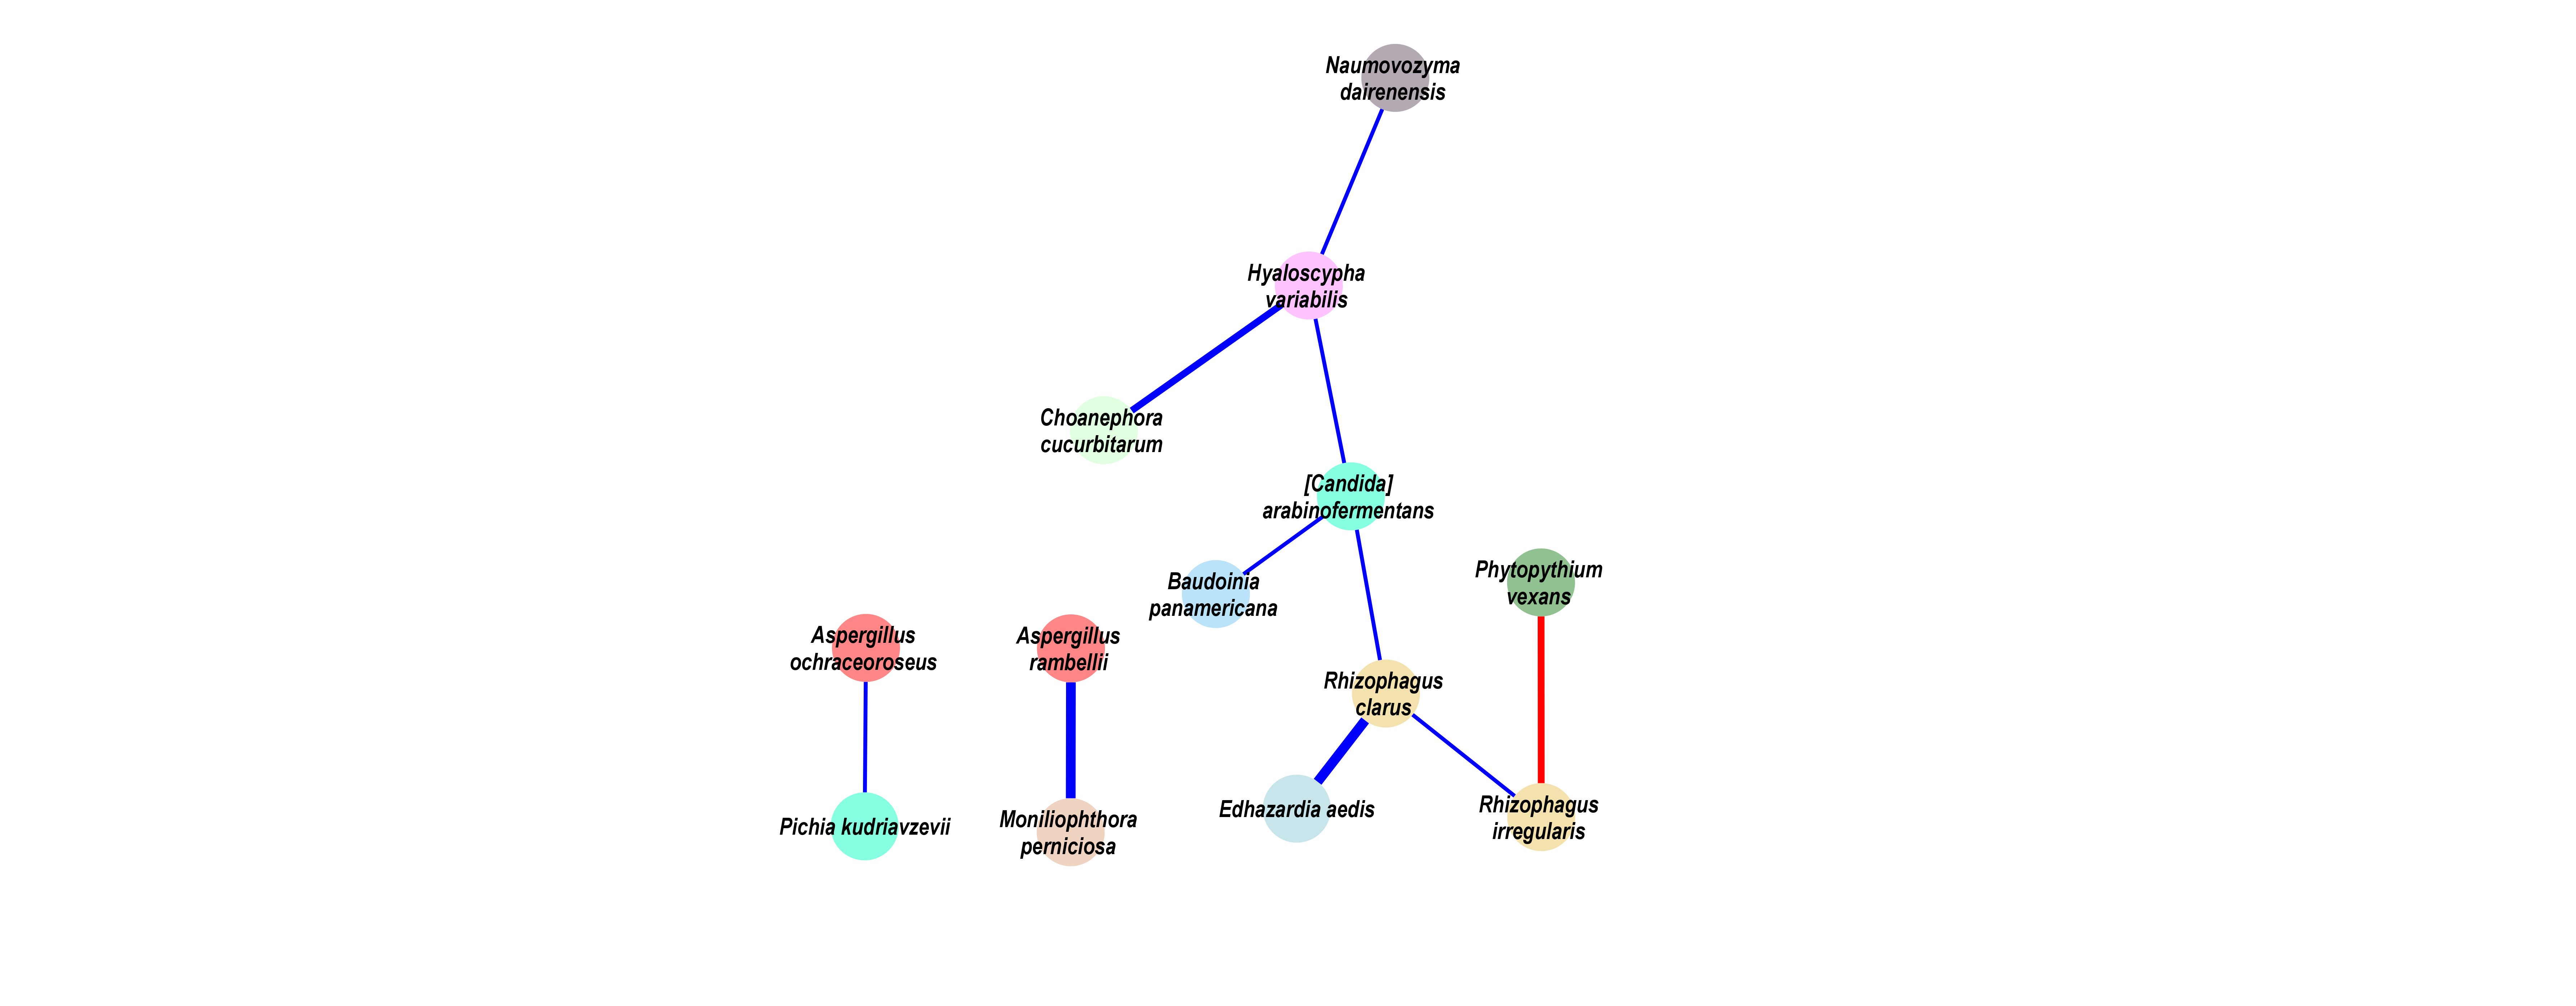 Naumovozyma
dairenensis
Hyaloscypha
variabilis
Choanephora
cucurbitarum
[Candida]
arabinofermentans
Baudoinia
panamericana
Phytopythium
vexans
Aspergillus
ochraceoroseus
Aspergillus
rambellii
Rhizophagus
clarus
Pichia kudriavzevii
Moniliophthora
perniciosa
Edhazardia aedis
Rhizophagus
irregularis